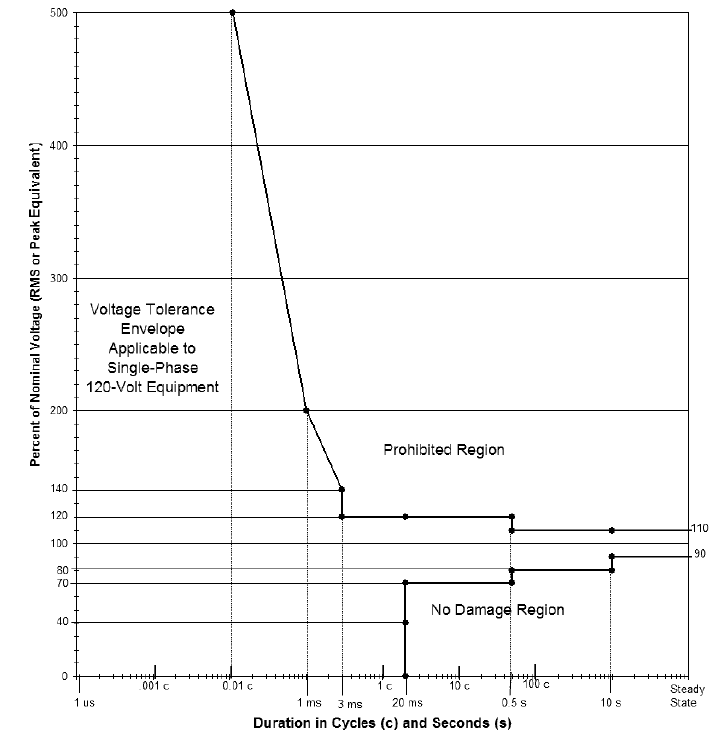 500
400
300
200
140
120
100
80
70
40
0
Percent of Nominal Voltage (RMS or Peak Equivalent)
Voltage Tolerance
Envelope
Applicable to
Single-Phase
120-Volt Equipment
Prohibited Region
110
90
No Damage Region
.001 c
0.01 c
1 c
10 c
100 c
1 us
1 ms
3 ms
20 ms
0.5 s
10 s
Steady
State
Duration in Cycles (c) and Seconds (s)